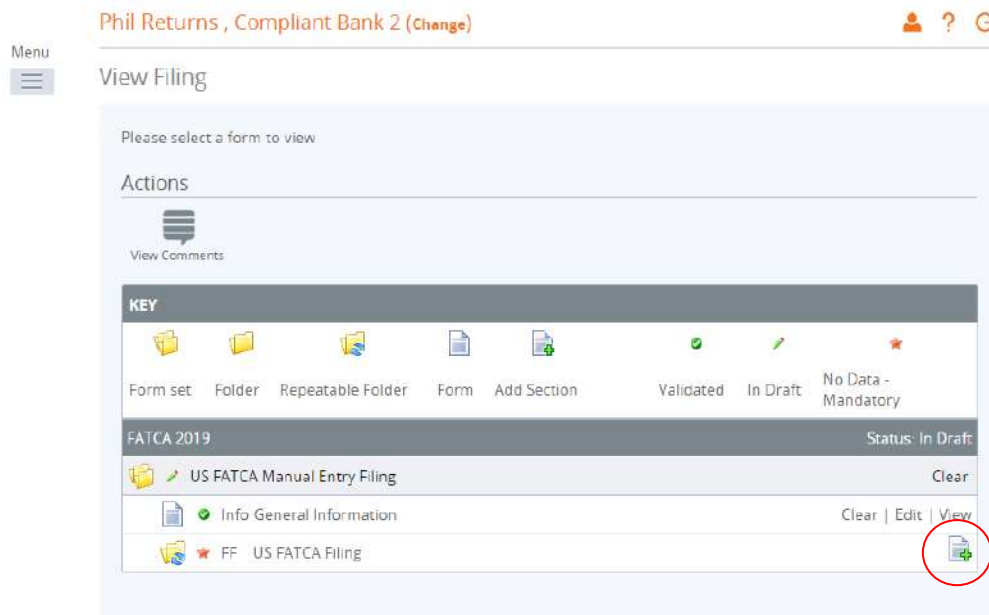 Phil Returns , Compliant Bank 2 (Change)
?
Menu
View Filing
Please select a form to view
Actions
View Comments
KEY
Form set Folder Repeatable Folder Form Add Section Validated In Draft No Data - Mandatory
FATCA 2019 Status: In Draft
US FATCA Manual Entry Filing Clear
Info General Information Clear | Edit | View
FF US FATCA Filing